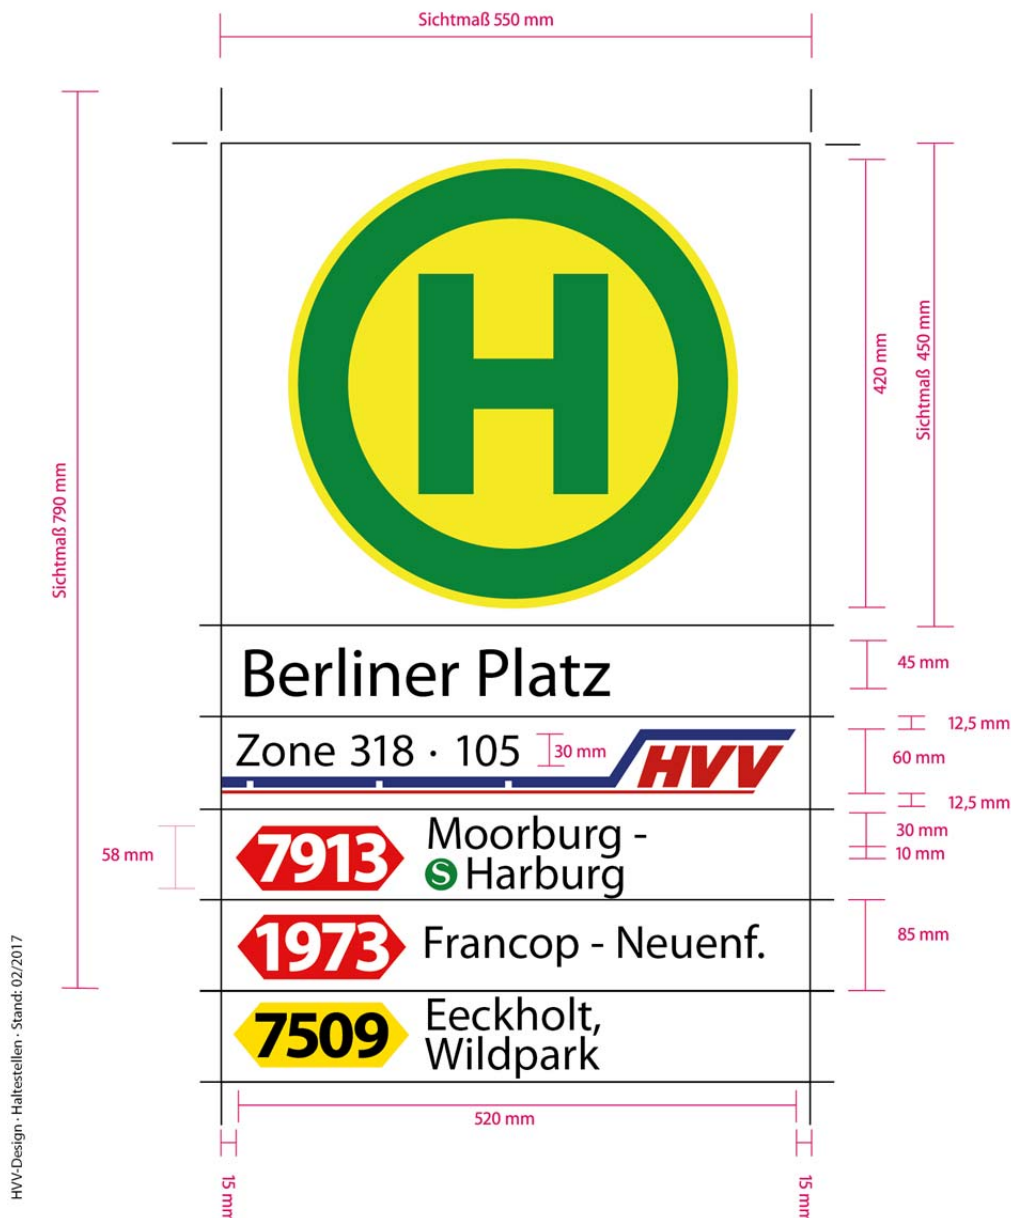 Sichtmaß 550 mm
H
420 mm
Sichtmaß 450 mm
Sichtmaß 790 mm
Berliner Platz
45 mm
12,5 mm
Zone 318 · 105
30 mm
HVV
60 mm
12,5 mm
7913
Moorburg -
S Harburg
30 mm
10 mm
58 mm
1973
Francop - Neuenf.
85 mm
7509
Eeckholt,
Wildpark
520 mm
15 mm
15 mm
HVV-Design · Haltestellen · Stand: 02/2017